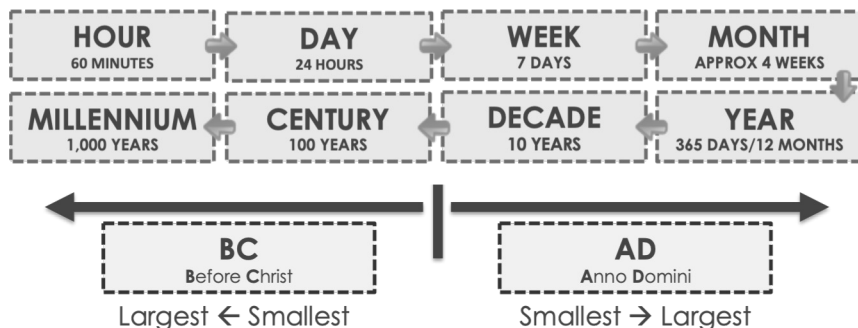 HOUR
60 MINUTES
DAY
24 HOURS
WEEK
7 DAYS
MONTH
APPROX 4 WEEKS
MILLENNIUM
1,000 YEARS
CENTURY
100 YEARS
DECADE
10 YEARS
YEAR
365 DAYS/12 MONTHS
BC
Before Christ
AD
Anno Domini
Largest ← Smallest
Smallest → Largest